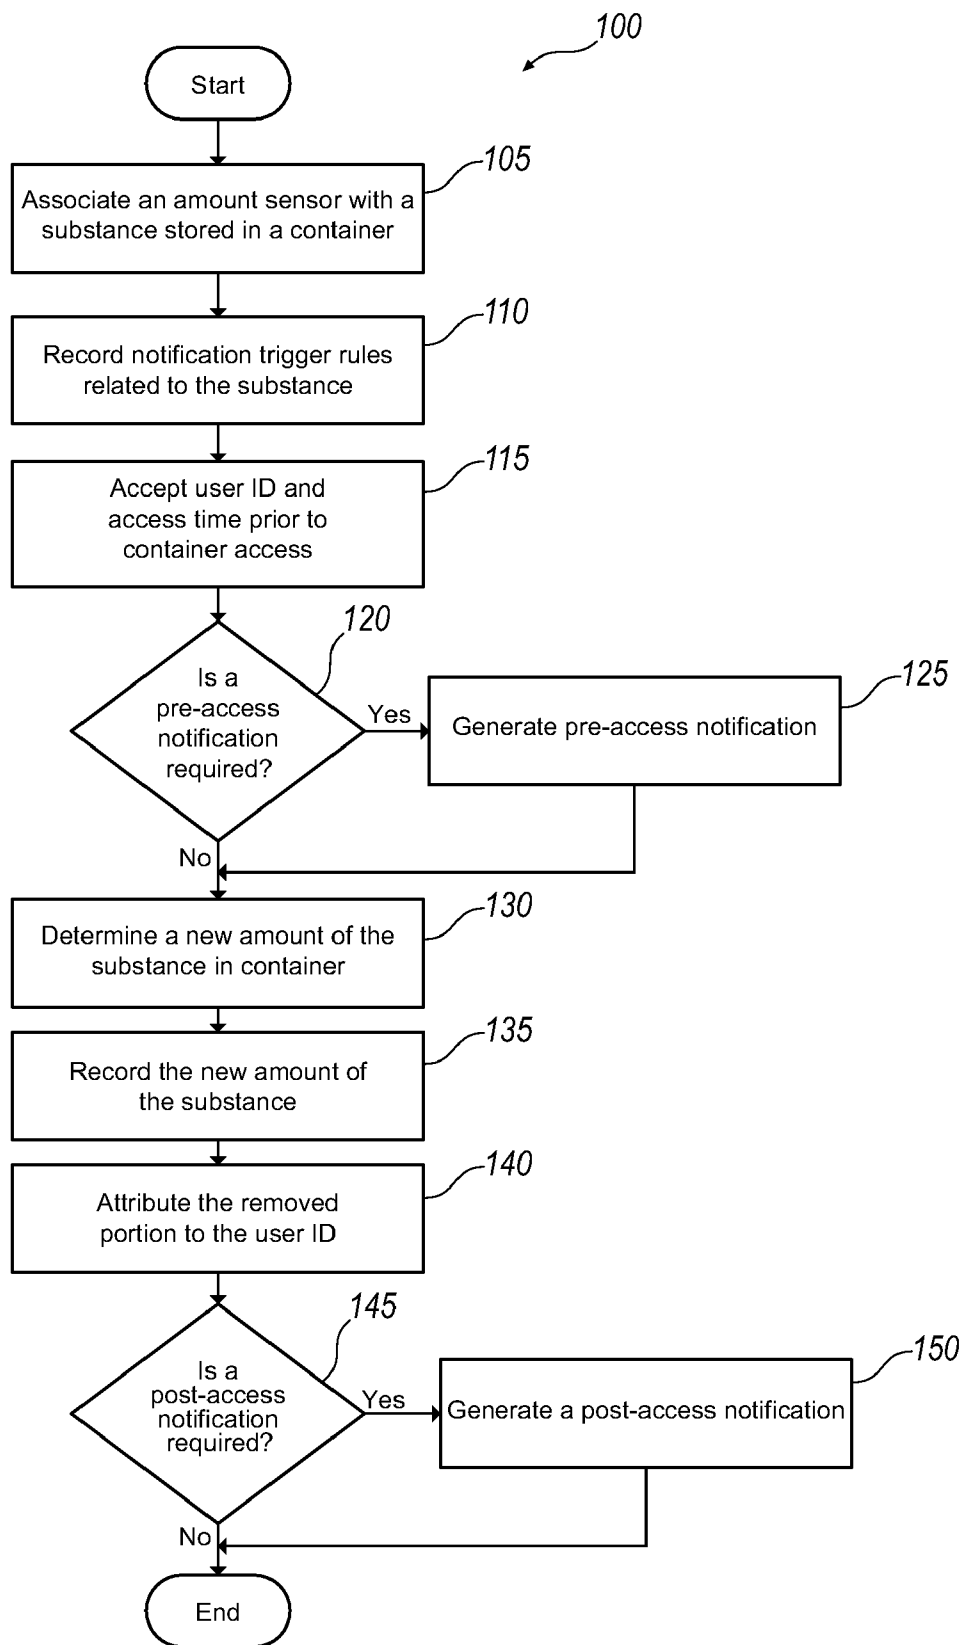 100
Start
105
Associate an amount sensor with a
substance stored in a container
110
Record notification trigger rules
related to the substance
115
Accept user ID and
access time prior to
container access
120
Is a
pre-access
notification
required?
Yes
125
Generate pre-access notification
No
130
Determine a new amount of the
substance in container
135
Record the new amount of
the substance
140
Attribute the removed
portion to the user ID
145
Is a
post-access
notification
required?
Yes
150
Generate a post-access notification
No
End